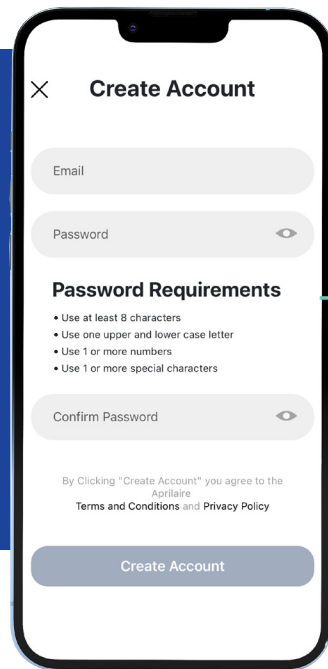 Create Account
Email
Password
Password Requirements
• Use at least 8 characters
• Use one upper and lower case letter
• Use 1 or more numbers
• Use 1 or more special characters
Confirm Password
By Clicking "Create Account" you agree to the
Aprilaire
Terms and Conditions and Privacy Policy
Create Account